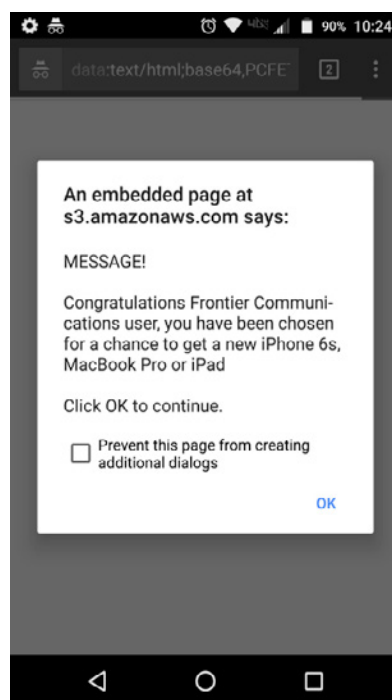 90% 10:24
data:text/html;base64,PCFE
2
An embedded page at
s3.amazonaws.com says:
MESSAGE!
Congratulations Frontier Communi-
cations user, you have been chosen
for a chance to get a new iPhone 6s,
MacBook Pro or iPad
Click OK to continue.
Prevent this page from creating
additional dialogs
OK